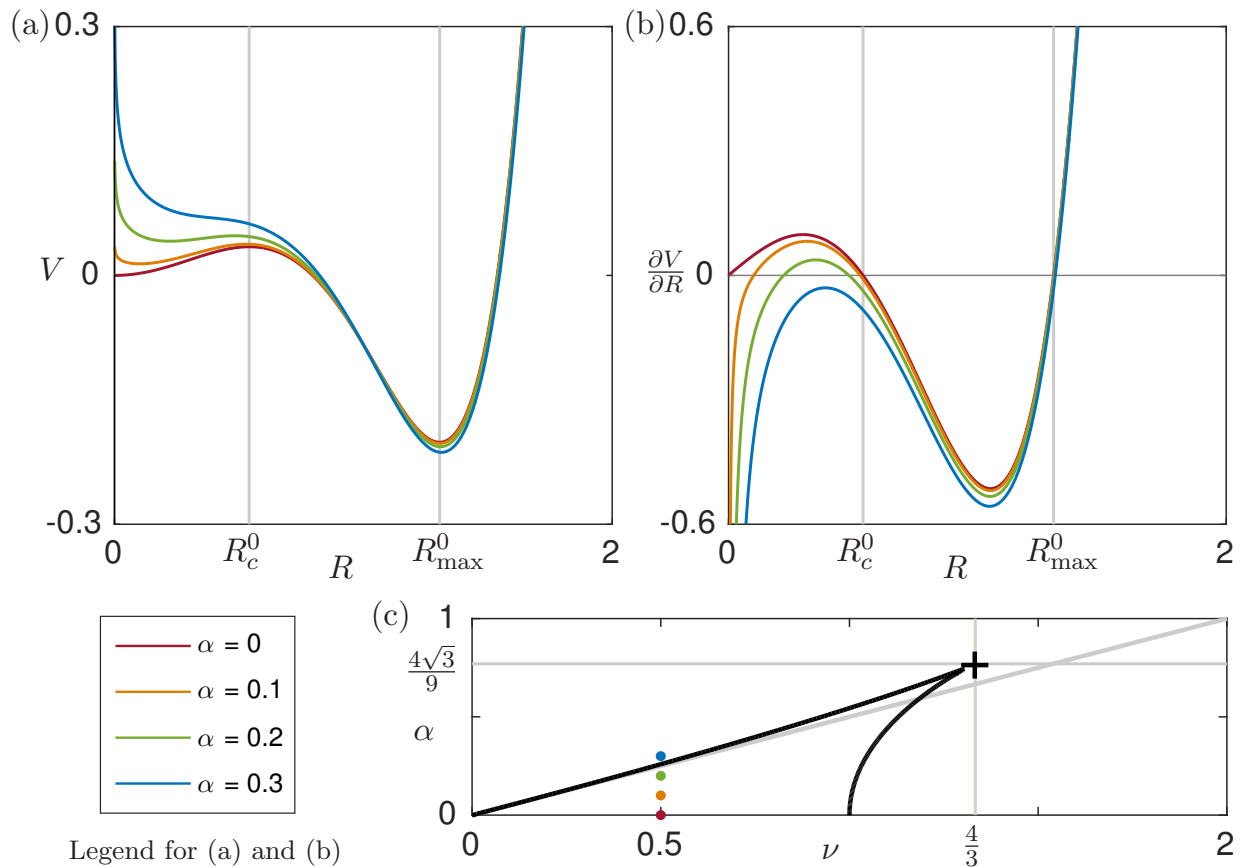 (a) 0.3
V 0
-0.3
0 R_c^0 R R_max^0 2
(b) 0.6
∂V/∂R 0
-0.6
0 R_c^0 R R_max^0 2
α = 0
α = 0.1
α = 0.2
α = 0.3
Legend for (a) and (b)
(c) 1
4√3/9
α
0
0 0.5 ν 4/3 2